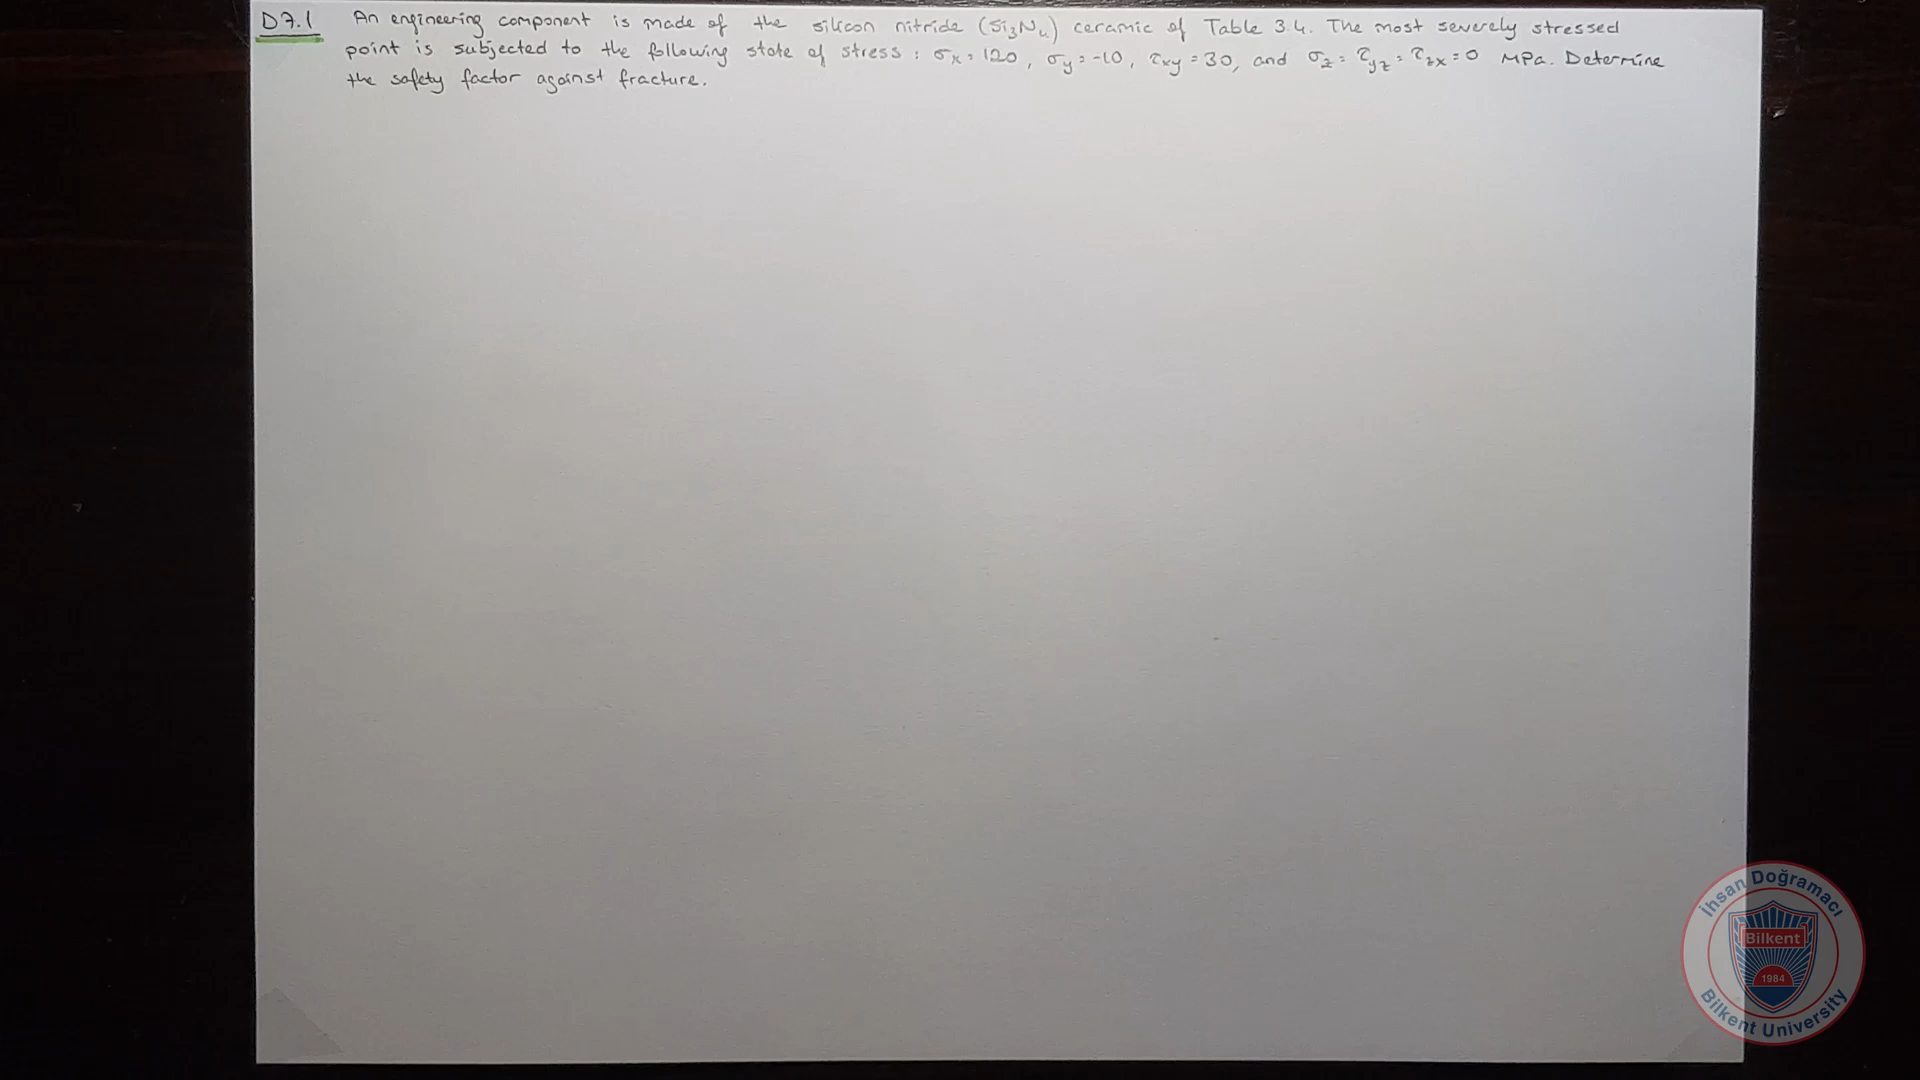 D7.1 An engineering component is made of the silicon nitride (Si₃N₄) ceramic of Table 3.4. The most severely stressed
point is subjected to the following state of stress : σx = 120 , σy = -10 , τxy = 30, and σz = τyz = τzx = 0 MPa. Determine
the safety factor against fracture.
İhsan Doğramacı
Bilkent
1984
Bilkent University